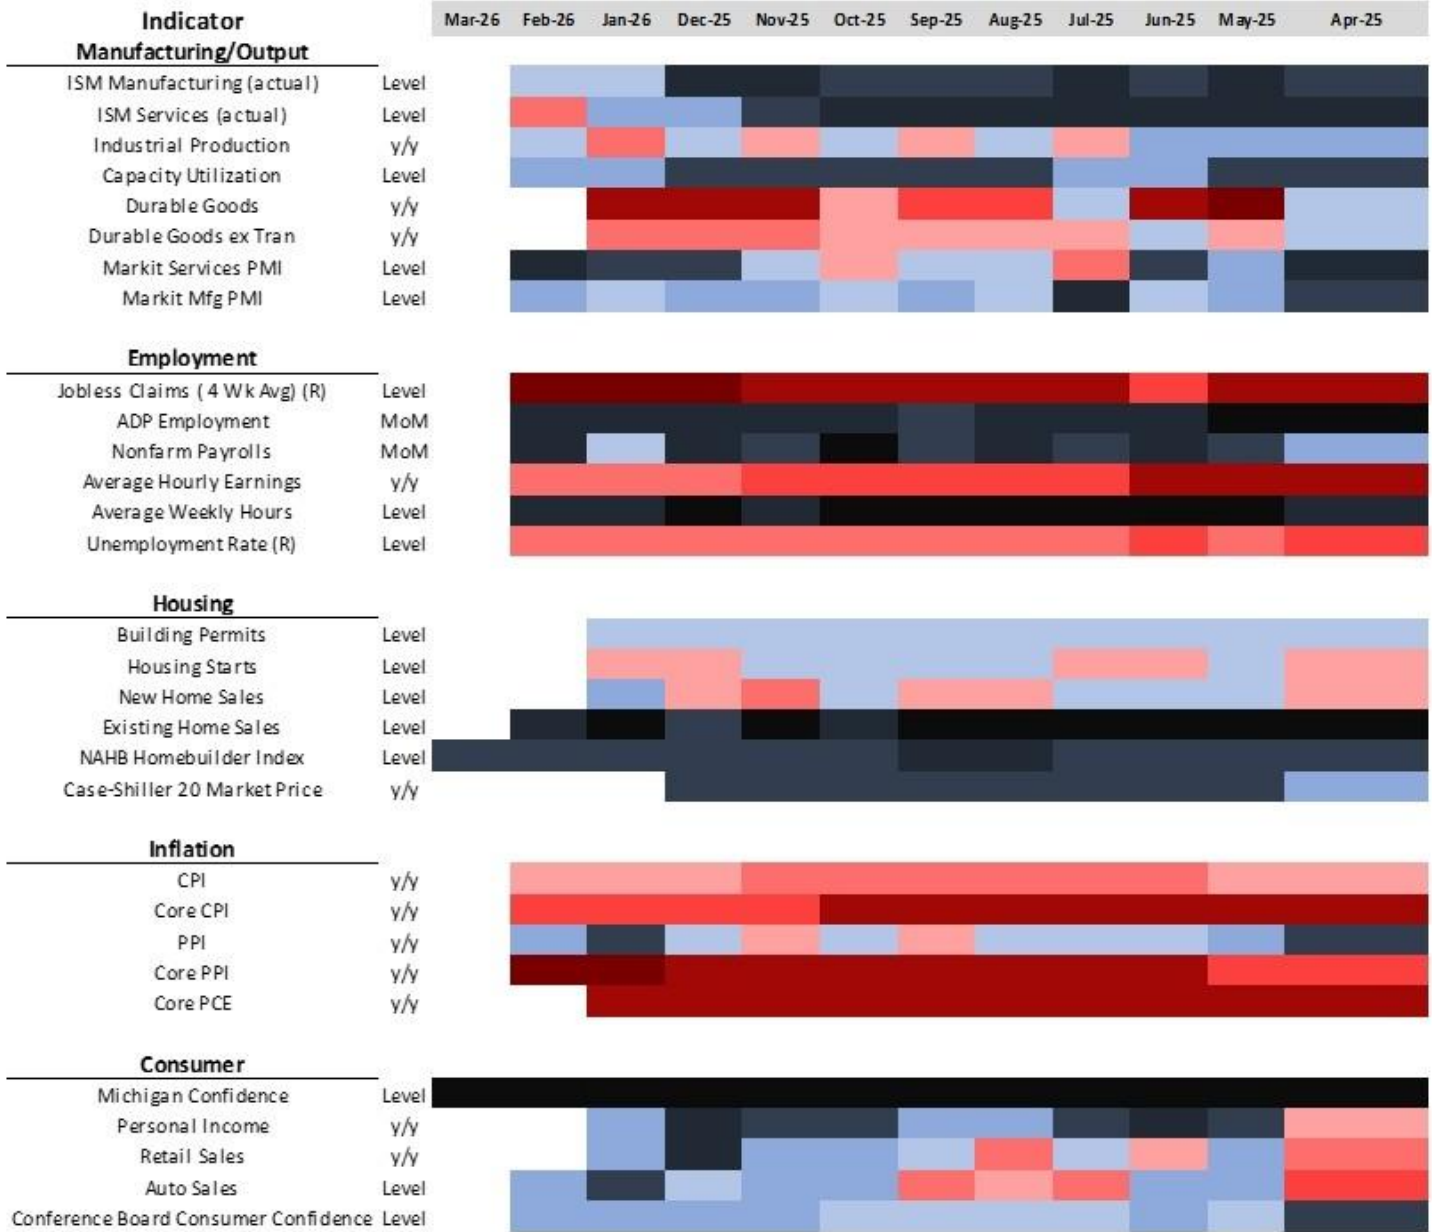 Indicator Mar-26 Feb-26 Jan-26 Dec-25 Nov-25 Oct-25 Sep-25 Aug-25 Jul-25 Jun-25 May-25 Apr-25
Manufacturing/Output
ISM Manufacturing (actual) Level
ISM Services (actual) Level
Industrial Production y/y
Capacity Utilization Level
Durable Goods y/y
Durable Goods ex Tran y/y
Markit Services PMI Level
Markit Mfg PMI Level
Employment
Jobless Claims ( 4 Wk Avg) (R) Level
ADP Employment MoM
Nonfarm Payrolls MoM
Average Hourly Earnings y/y
Average Weekly Hours Level
Unemployment Rate (R) Level
Housing
Building Permits Level
Housing Starts Level
New Home Sales Level
Existing Home Sales Level
NAHB Homebuilder Index Level
Case-Shiller 20 Market Price y/y
Inflation
CPI y/y
Core CPI y/y
PPI y/y
Core PPI y/y
Core PCE y/y
Consumer
Michigan Confidence Level
Personal Income y/y
Retail Sales y/y
Auto Sales Level
Conference Board Consumer Confidence Level